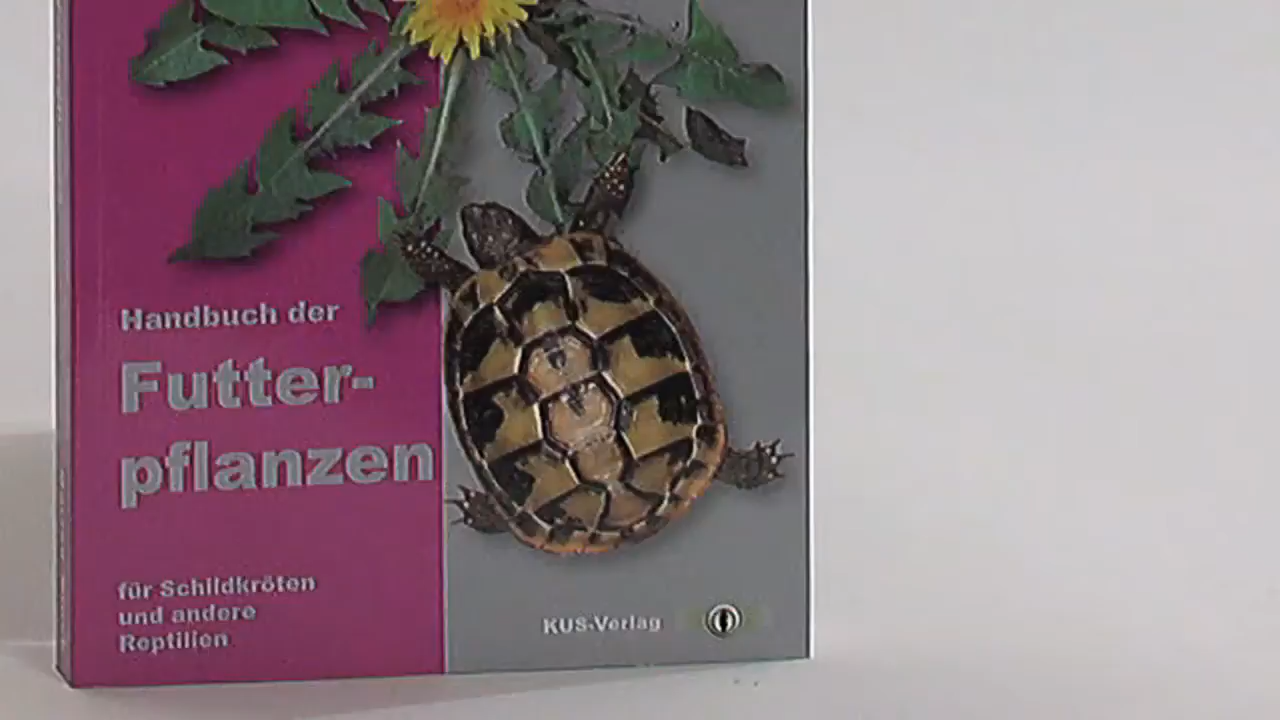 Handbuch der
Futter-
pflanzen
für Schildkröten
und andere
Reptilien
KUS-Verlag